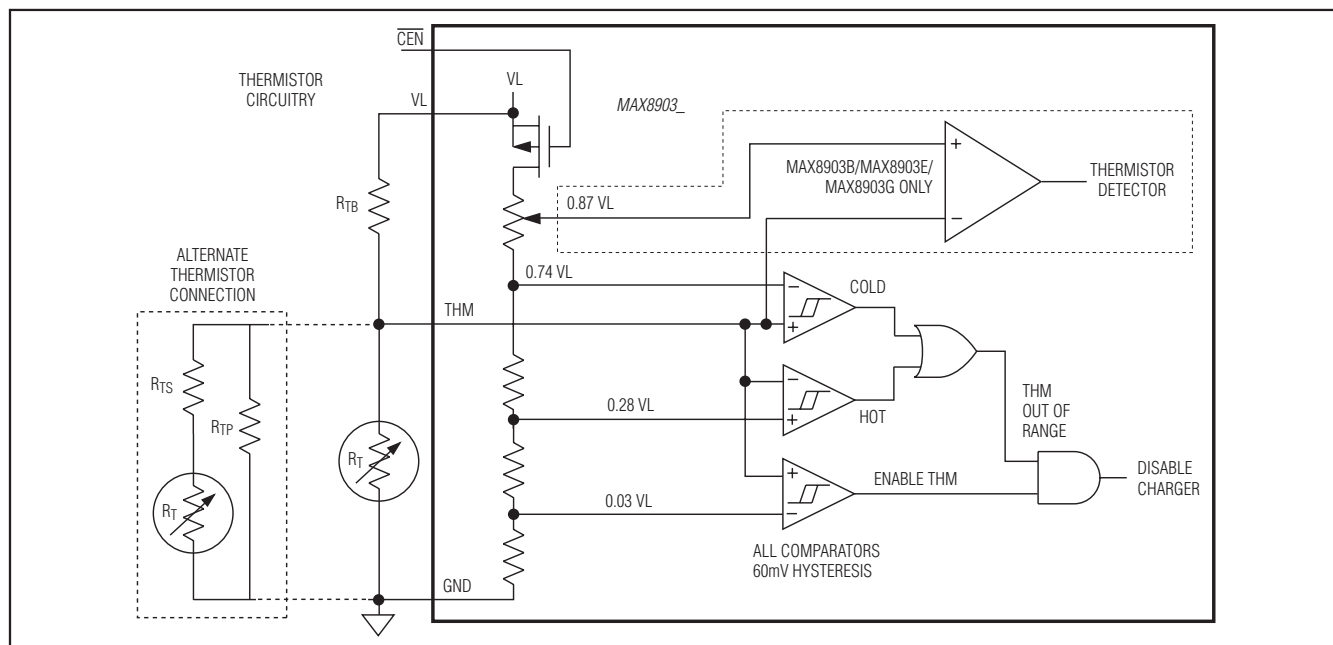 CEN
THERMISTOR
CIRCUITRY
VL
VL
MAX8903_
MAX8903B/MAX8903E/
MAX8903G ONLY
+
−
THERMISTOR
DETECTOR
RTB
0.87 VL
ALTERNATE
THERMISTOR
CONNECTION
0.74 VL
−
+
COLD
THM
RTS
RTP
−
+
HOT
0.28 VL
THM
OUT OF
RANGE
RT
RT
+
−
ENABLE THM
DISABLE
CHARGER
0.03 VL
ALL COMPARATORS
60mV HYSTERESIS
GND